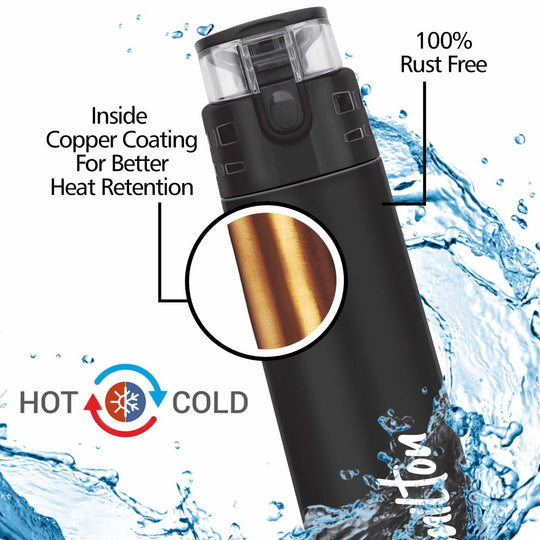 100%
Rust Free
Inside
Copper Coating
For Better
Heat Retention
HOT
COLD